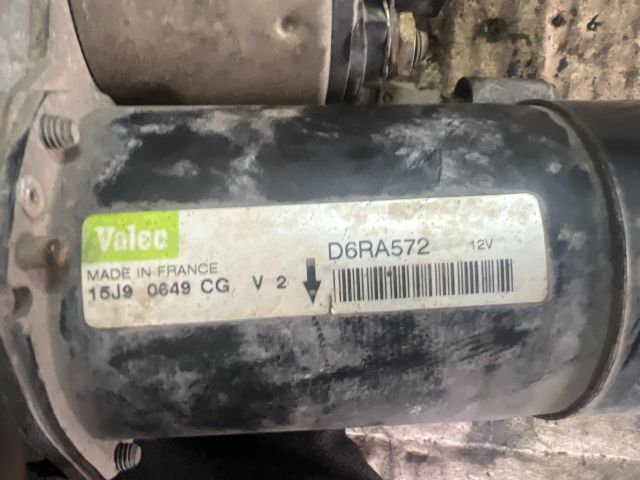 Valeo
MADE IN FRANCE
15J9 0649 CG V 2
D6RA572 12V